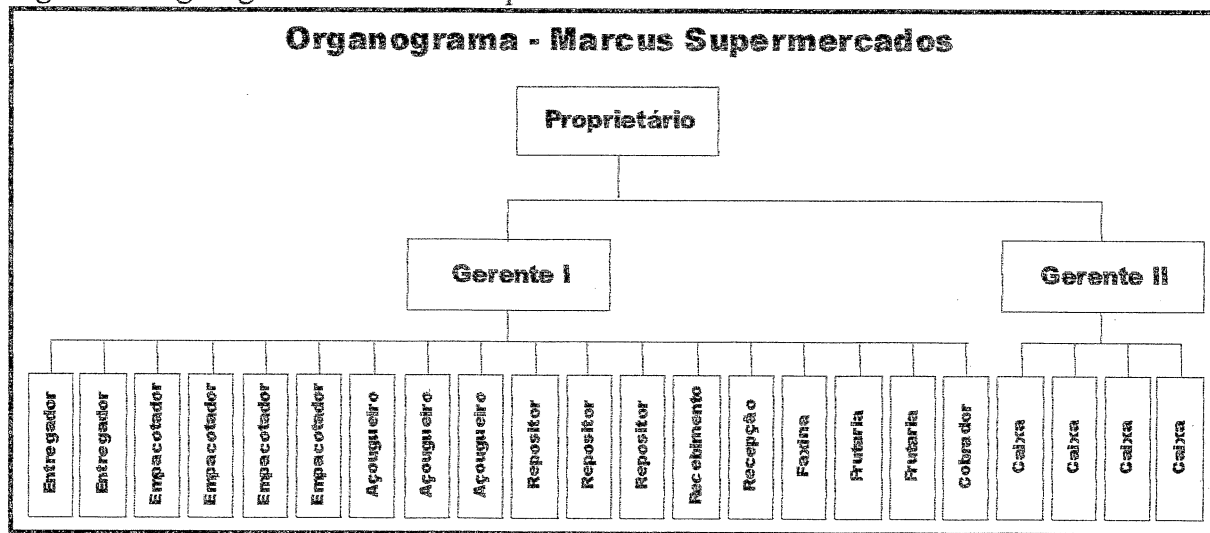 Organograma - Marcus Supermercados
Proprietário
Gerente I
Gerente II
Entregador
Entregador
Empacotador
Empacotador
Empacotador
Empacotador
Açougueiro
Açougueiro
Açougueiro
Repositor
Repositor
Repositor
Recebimento
Recepção
Faxina
Frutaria
Frutaria
Cobrador
Caixa
Caixa
Caixa
Caixa